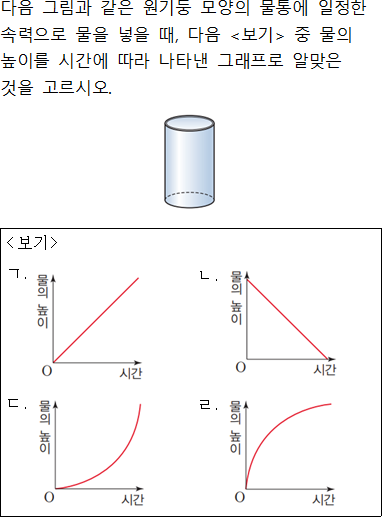 다음 그림과 같은 원기둥 모양의 물통에 일정한
속력으로 물을 넣을 때, 다음 <보기> 중 물의
높이를 시간에 따라 나타낸 그래프로 알맞은
것을 고르시오.
<보기>
ㄱ. 물의 높이
O 시간
ㄴ. 물의 높이
O 시간
ㄷ. 물의 높이
O 시간
ㄹ. 물의 높이
O 시간